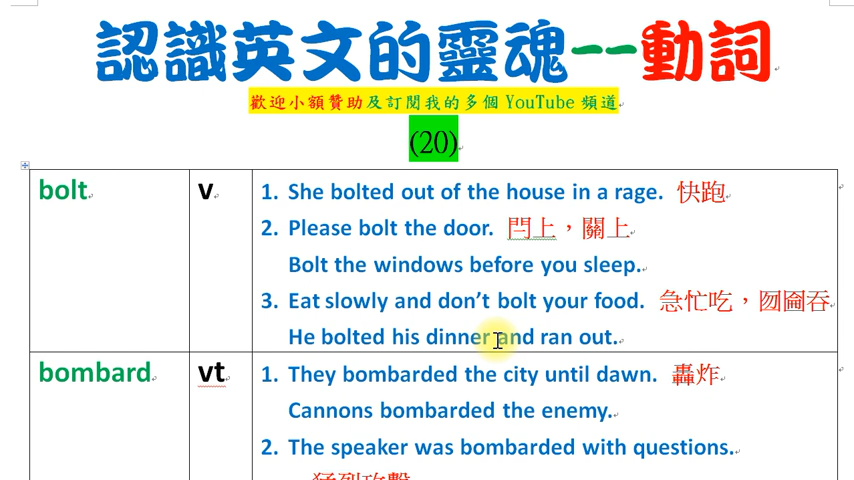 認識英文的靈魂--動詞
歡迎小額贊助及訂閱我的多個 YouTube 頻道
(20)
bolt
v
1. She bolted out of the house in a rage. 快跑
2. Please bolt the door. 閂上，關上
Bolt the windows before you sleep.
3. Eat slowly and don't bolt your food. 急忙吃，囫圇吞
He bolted his dinner and ran out.
bombard
vt
1. They bombarded the city until dawn. 轟炸
Cannons bombarded the enemy.
2. The speaker was bombarded with questions.
猛烈攻擊